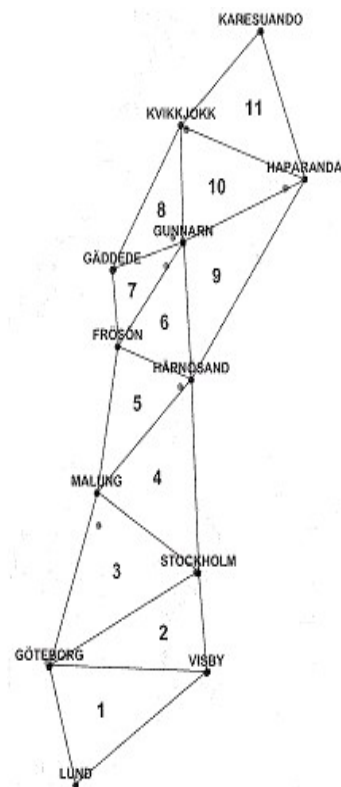 KARESUANDO
11
KVIKKJOKK
HAPARANDA
10
8
GUNNARN
GÄDDEDE
9
7
6
FRÖSÖN
HÄRNÖSAND
5
4
MALUNG
3
STOCKHOLM
2
GÖTEBORG
VISBY
1
LUND